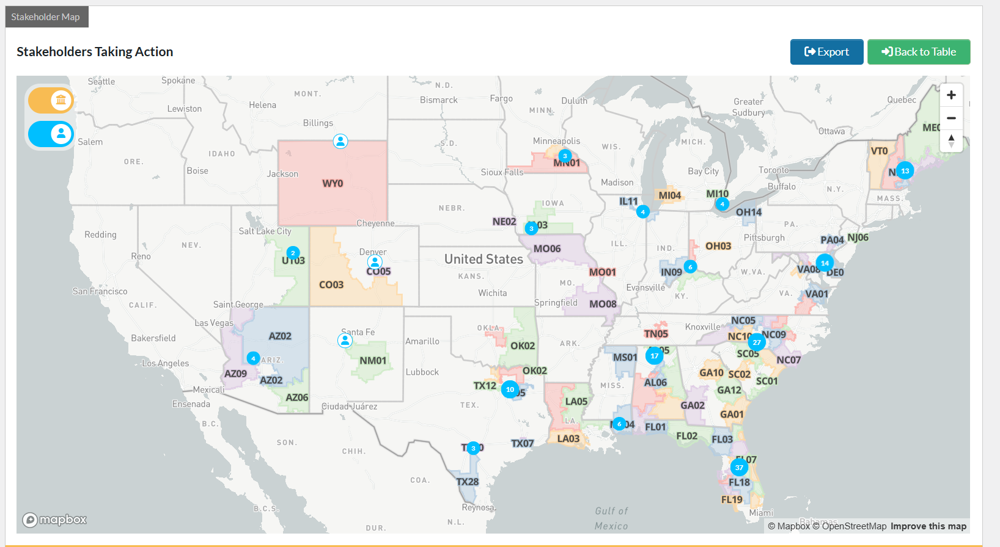 Stakeholder Map
Stakeholders Taking Action
Export
Back to Table
Seattle
Spokane
MONT.
N.D.
Bismarck
Fargo
Duluth
Greater
Sudbury
Quebec
Helena
Lewiston
MINN.
Billings
Ottawa
ME0
Salem
IDAHO
S.D.
Minneapolis
WIS.
MICH.
VT0
ORE.
3
MN01
Boise
Jackson
Sioux Falls
Bay City
Toronto
13
WY0
Madison
Buffalo
N.Y.
IL11
MI04
MI10
MASS.
NEBR.
IOWA
4
4
OH14
Cheyenne
NE02
3
03
PA.
Redding
Salt Lake City
NEV.
Pittsburgh
PA04
NJ06
Reno
2
UT03
Denver
CO05
United States
MO06
ILL.
IND.
OH03
14
KANS.
MO01
IN09
6
W.VA.
VA08
DE0
CO03
MO.
Evansville
San Francisco
Wichita
KY.
VA.
VA01
CALIF.
Saint George
Springfield
MO08
Las Vegas
NC05
Bakersfield
AZ02
Santa Fe
Amarillo
OKLA.
TN05
Knoxville
NC10
NC09
27
OK02
ARK.
Los Angeles
4
ARIZ.
NM01
MS01
17
05
SC05
NC07
AZ09
AZ02
Lubbock
OK02
GA10
SC02
SC01
Mexicali
TX12
10
05
MISS.
AL06
GA12
Ensenada
AZ06
Ciudad Juárez
TEX.
LA05
GA02
GA01
B.C.
LA.
6
04
FL01
SON.
TX07
LA03
FL02
FL03
CHIH.
3
FL07
37
COA.
TX28
FL18
FL19
Reynosa
B.C.S.
Gulf of
Mexico
Miami
mapbox
DUR.
N.L.
Bahamas
© Mapbox © OpenStreetMap Improve this map